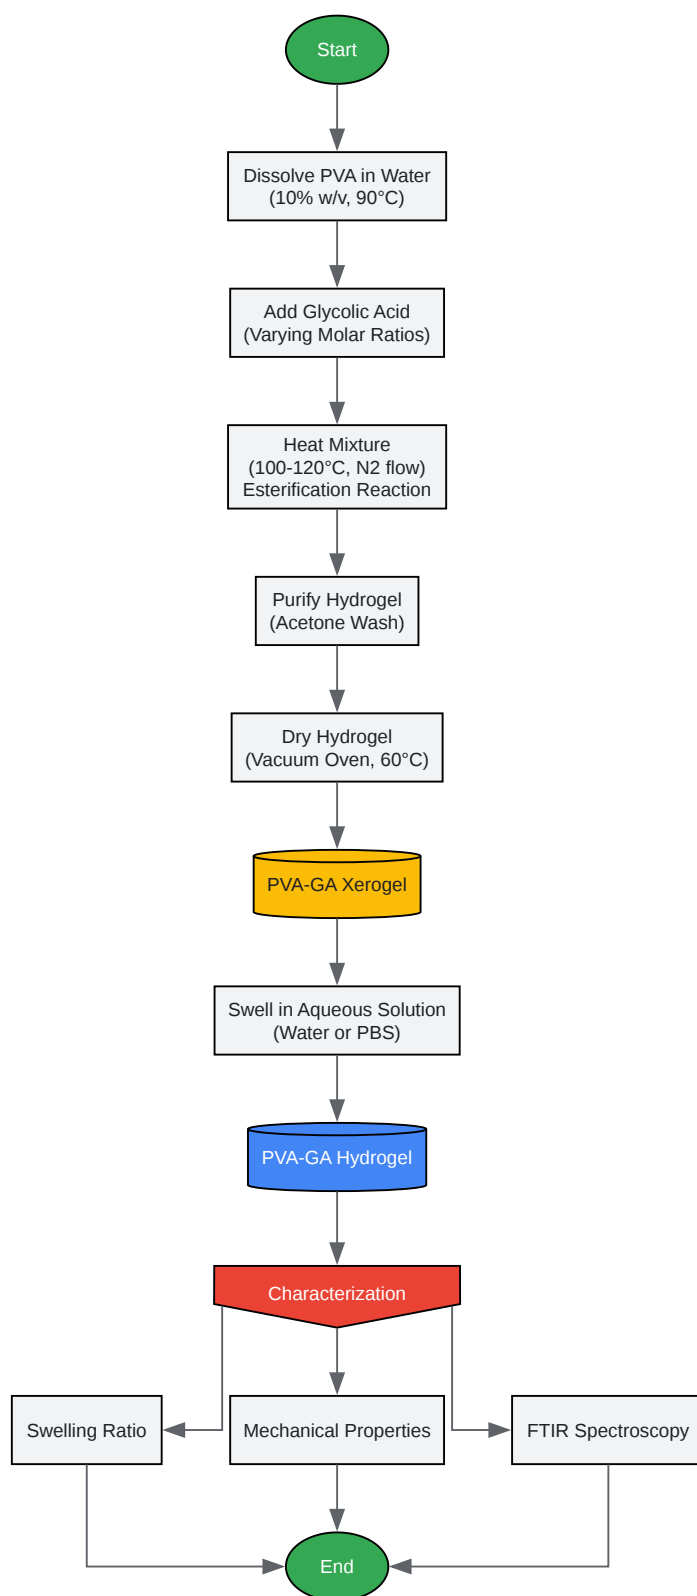 Start
Dissolve PVA in Water
(10% w/v, 90°C)
Add Glycolic Acid
(Varying Molar Ratios)
Heat Mixture
(100-120°C, N2 flow)
Esterification Reaction
Purify Hydrogel
(Acetone Wash)
Dry Hydrogel
(Vacuum Oven, 60°C)
PVA-GA Xerogel
Swell in Aqueous Solution
(Water or PBS)
PVA-GA Hydrogel
Characterization
Swelling Ratio
Mechanical Properties
FTIR Spectroscopy
End